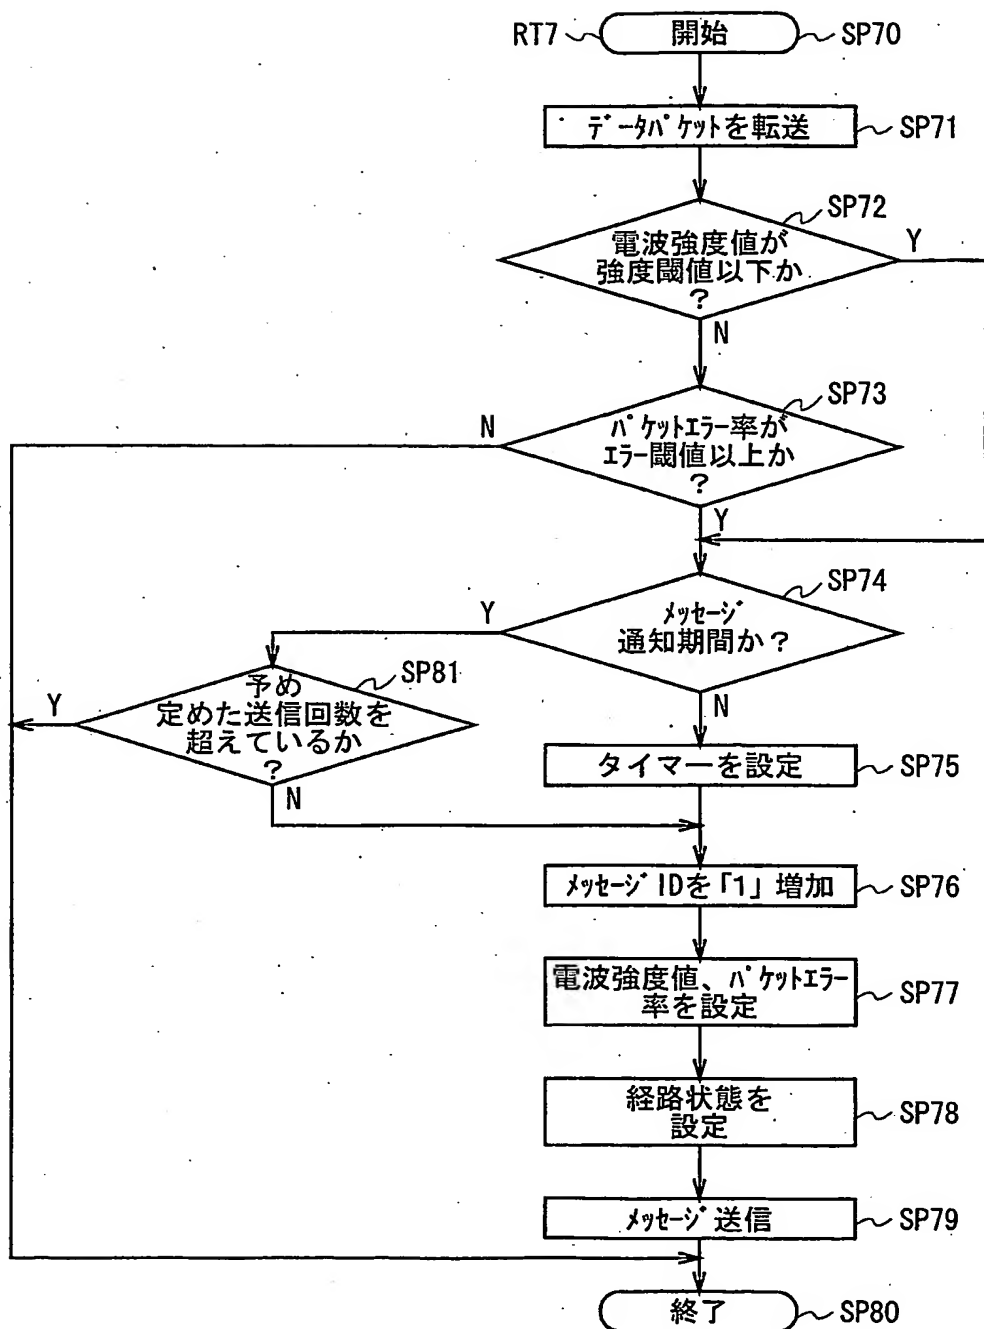 RT7 開始 SP70
データパケットを転送 SP71
SP72
電波強度値が
強度閾値以下か
?
Y
N
SP73
パケットエラー率が
エラー閾値以上か
?
N
Y
SP74
メッセージ
通知期間か?
Y
N
SP81
予め
定めた送信回数を
超えているか
?
Y
N
タイマーを設定 SP75
メッセージIDを「1」増加 SP76
電波強度値、パケットエラー
率を設定
SP77
経路状態を
設定
SP78
メッセージ送信 SP79
終了 SP80